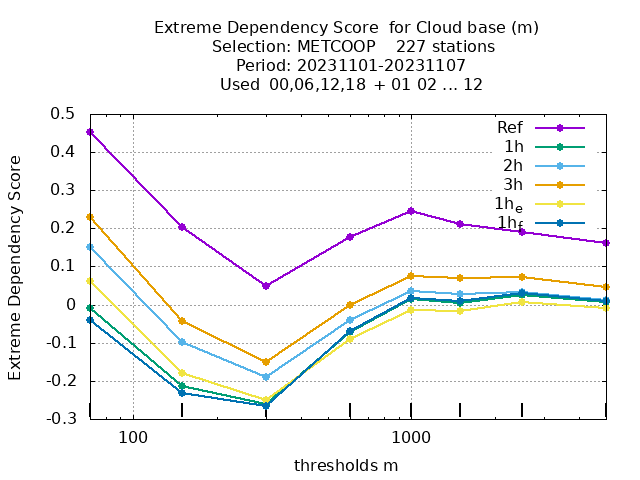 Extreme Dependency Score  for Cloud base (m)
Selection: METCOOP    227 stations
Period: 20231101-20231107
Used  00,06,12,18  + 01 02 ... 12
Extreme Dependency Score
0.5
0.4
0.3
0.2
0.1
0
-0.1
-0.2
-0.3
100
1000
thresholds m
Ref
1h
2h
3h
1hₑ
1h_f